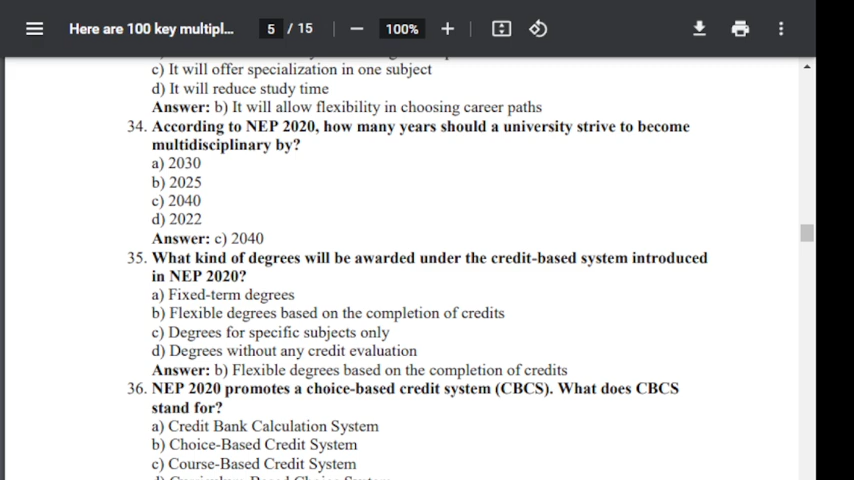 Here are 100 key multipl... 5 / 15 100%
c) It will offer specialization in one subject
d) It will reduce study time
Answer: b) It will allow flexibility in choosing career paths
34. According to NEP 2020, how many years should a university strive to become
multidisciplinary by?
a) 2030
b) 2025
c) 2040
d) 2022
Answer: c) 2040
35. What kind of degrees will be awarded under the credit-based system introduced
in NEP 2020?
a) Fixed-term degrees
b) Flexible degrees based on the completion of credits
c) Degrees for specific subjects only
d) Degrees without any credit evaluation
Answer: b) Flexible degrees based on the completion of credits
36. NEP 2020 promotes a choice-based credit system (CBCS). What does CBCS
stand for?
a) Credit Bank Calculation System
b) Choice-Based Credit System
c) Course-Based Credit System